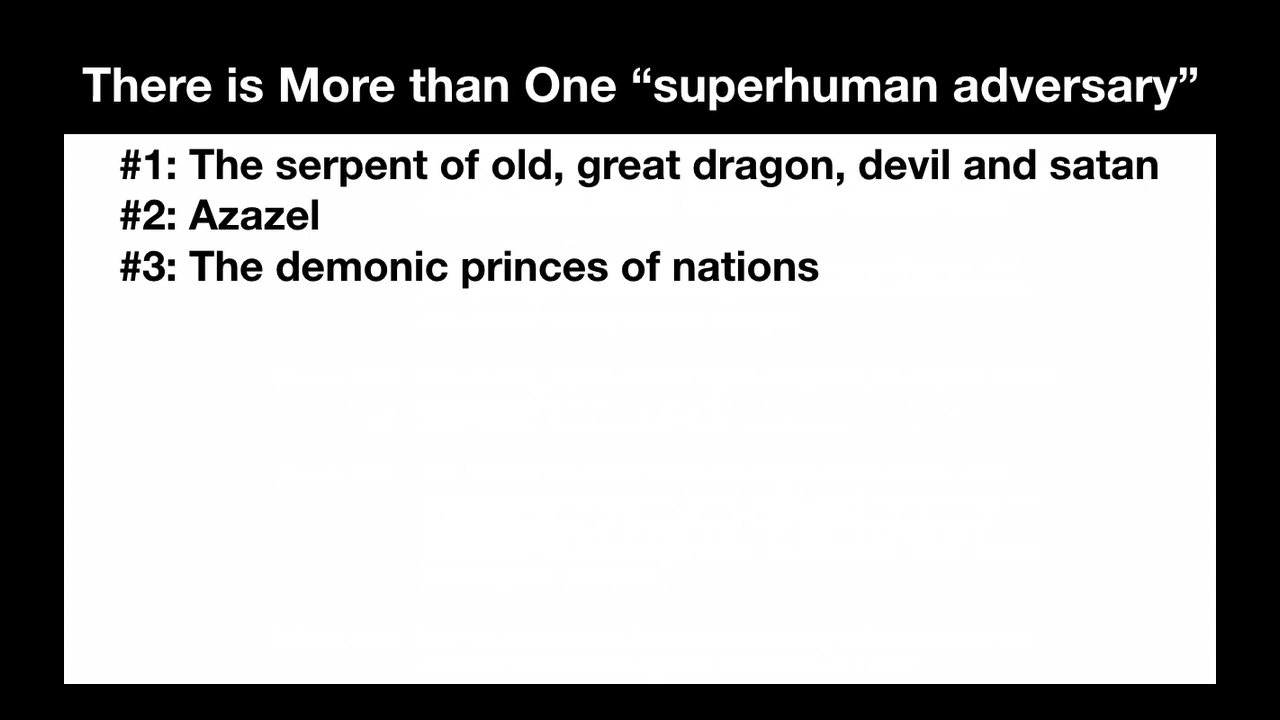 There is More than One “superhuman adversary”
#1: The serpent of old, great dragon, devil and satan
#2: Azazel
#3: The demonic princes of nations